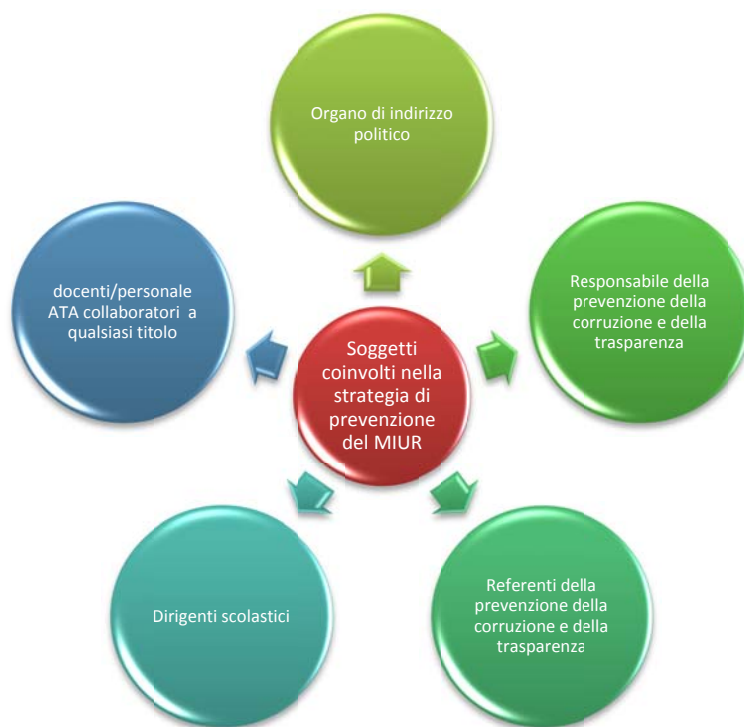 Organo di indirizzo
politico
Responsabile della
prevenzione della
corruzione e della
trasparenza
Referenti della
prevenzione della
corruzione e della
trasparenza
Dirigenti scolastici
docenti/personale
ATA collaboratori a
qualsiasi titolo
Soggetti
coinvolti nella
strategia di
prevenzione
del MIUR